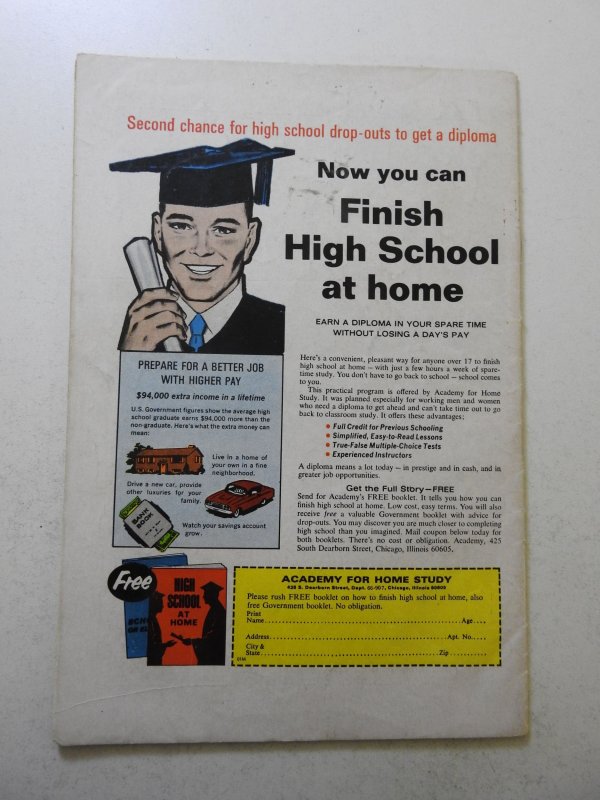 Second chance for high school drop-outs to get a diploma
Now you can
Finish
High School
at home
EARN A DIPLOMA IN YOUR SPARE TIME
WITHOUT LOSING A DAY'S PAY
PREPARE FOR A BETTER JOB
WITH HIGHER PAY
$94,000 extra income in a lifetime
U.S. Government figures show the average high
school graduate earns $94,000 more than the
non-graduate. Here's what the extra money can
mean:
Live in a home of
your own in a fine
neighborhood.
Drive a new car, provide
other luxuries for your
family.
BANK
BOOK
Watch your savings account
grow.
Here's a convenient, pleasant way for anyone over 17 to finish
high school at home — with just a few hours a week of spare-
time study. You don't have to go back to school — school comes
to you.
This practical program is offered by Academy for Home
Study. It was planned especially for working men and women
who need a diploma to get ahead and can't take time out to go
back to classroom study. It offers these advantages:
• Full Credit for Previous Schooling
• Simplified, Easy-to-Read Lessons
• True-False Multiple-Choice Tests
• Experienced Instructors
A diploma means a lot today — in prestige and in cash, and in
greater job opportunities.
Get the Full Story—FREE
Send for Academy's FREE booklet. It tells you how you can
finish high school at home. Low cost, easy terms. You will also
receive free a valuable Government booklet with advice for
drop-outs. You may discover you are much closer to completing
high school than you imagined. Mail coupon below today for
both booklets. There's no cost or obligation. Academy, 425
South Dearborn Street, Chicago, Illinois 60605.
Free
HIGH
SCHOOL
AT
HOME
SCH
OR EL
ACADEMY FOR HOME STUDY
S. Dearborn Street, Dept. Chicago, Illinois 60605
Please rush FREE booklet on how to finish high school at home, also
free Government booklet. No obligation.
Print
Name Age
Address Apt. No.
City &
State Zip